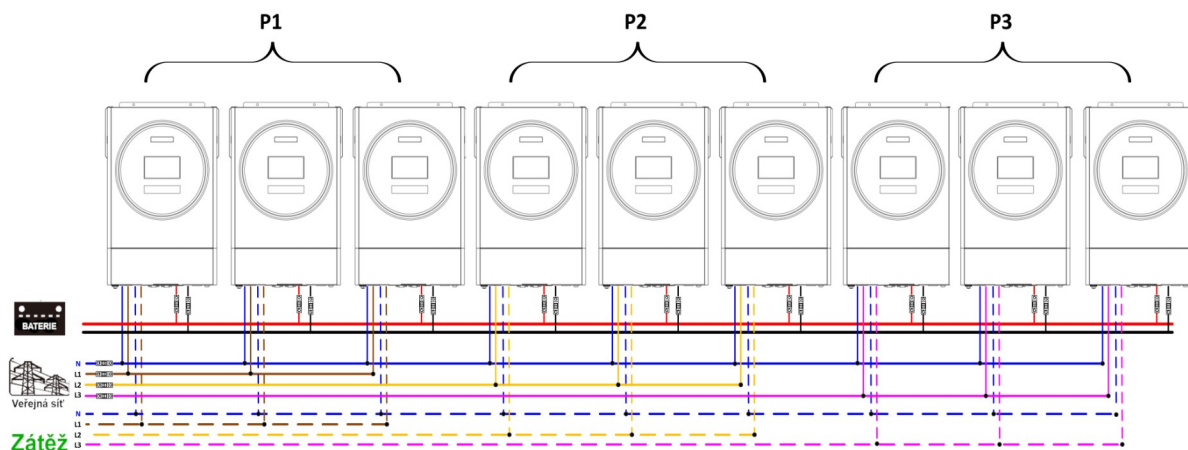 P1 P2 P3
BATERIE
N
L1
L2
L3
Veřejná síť
N
L1
L2
L3
Zátěž